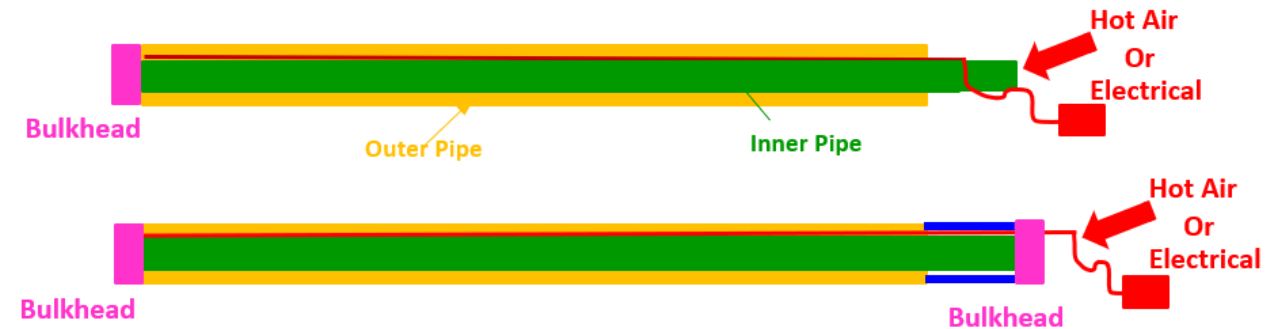 Hot Air
Or
Electrical
Bulkhead
Outer Pipe
Inner Pipe
Hot Air
Or
Electrical
Bulkhead
Bulkhead